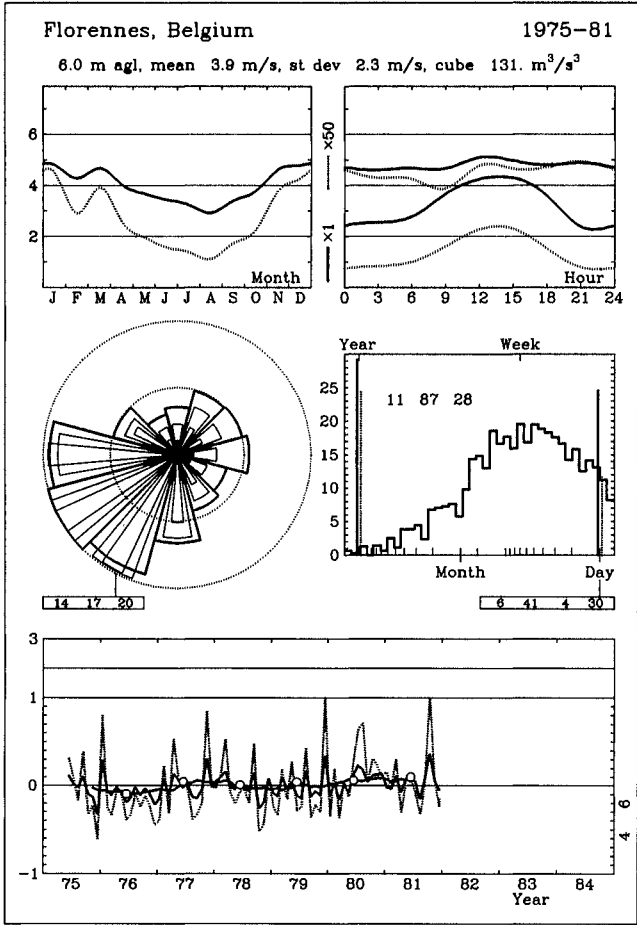 Florennes, Belgium 1975-81
6.0 m agl, mean 3.9 m/s, st dev 2.3 m/s, cube 131. m³/s³
6
4
2
J F M A M J J A S O N D
Month
×50
×1
0 3 6 9 12 15 18 21 24
Hour
Year Week
25
20
15
10
5
0
11 87 28
Month Day
14 17 20
6 41 4 30
3
1
0
-1
75 76 77 78 79 80 81 82 83 84
Year
4 6